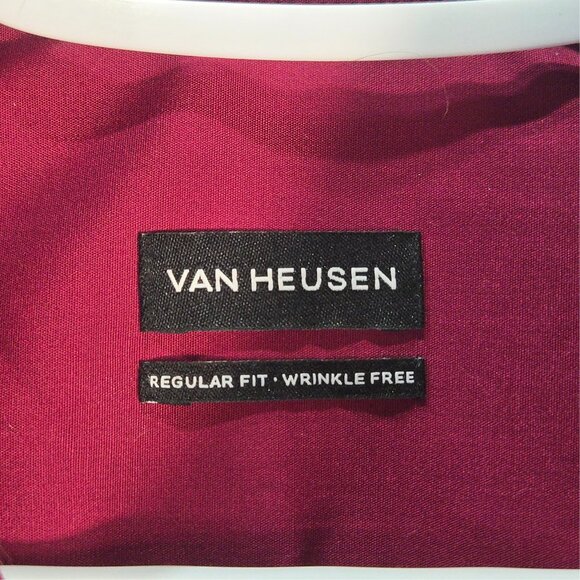 VAN HEUSEN
REGULAR FIT · WRINKLE FREE